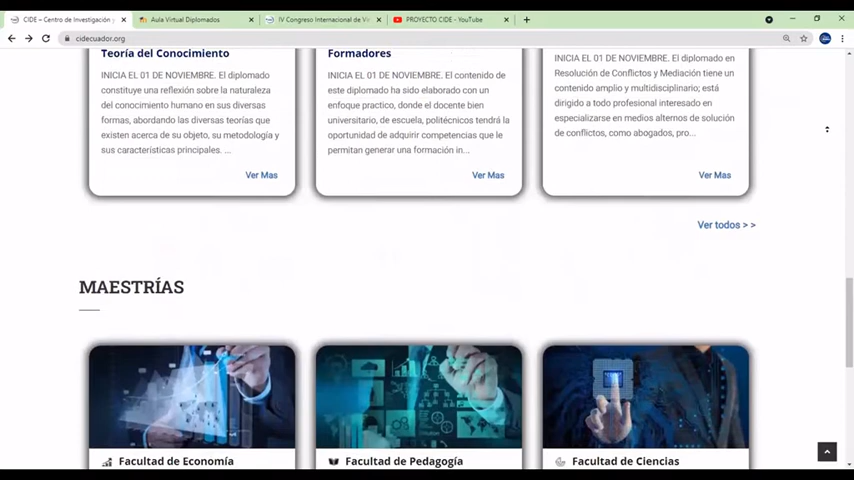 CIDE – Centro de Investigación y
Aula Virtual Diplomados
IV Congreso Internacional de Vi
PROYECTO CIDE - YouTube
cidecuador.org
Teoría del Conocimiento
INICIA EL 01 DE NOVIEMBRE. El diplomado
constituye una reflexión sobre la naturaleza
del conocimiento humano en sus diversas
formas, abordando las diversas teorías que
existen acerca de su objeto, su metodología y
sus características principales. ...
Ver Mas
Formadores
INICIA EL 01 DE NOVIEMBRE. El contenido de
este diplomado ha sido elaborado con un
enfoque practico, donde el docente bien
universitario, de escuela, politécnicos tendrá la
oportunidad de adquirir competencias que le
permitan generar una formación in...
Ver Mas
INICIA EL 01 DE NOVIEMBRE. El diplomado en
Resolución de Conflictos y Mediación tiene un
contenido amplio y multidisciplinario; está
dirigido a todo profesional interesado en
especializarse en medios alternos de solución
de conflictos, como abogados, pro...
Ver Mas
Ver todos > >
MAESTRÍAS
Facultad de Economía
Facultad de Pedagogía
Facultad de Ciencias